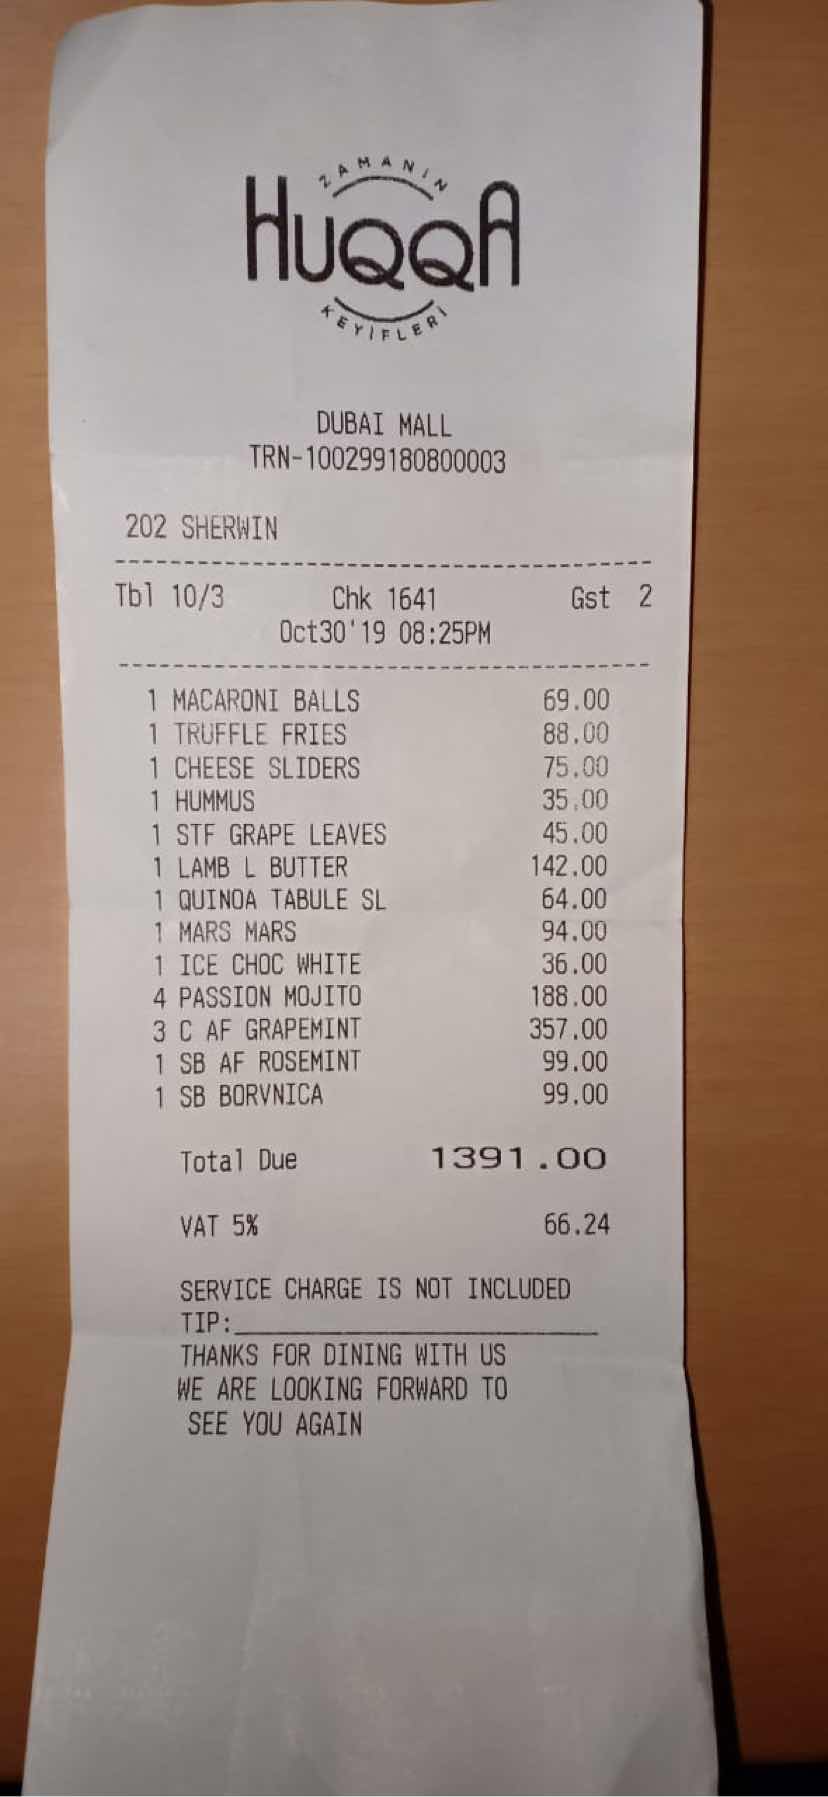 ZAMANIN
HUQQA
KEYİFLERİ
DUBAI MALL
TRN-100299180800003
202 SHERWIN
Tbl 10/3 Chk 1641 Gst 2
Oct30'19 08:25PM
1 MACARONI BALLS 69.00
1 TRUFFLE FRIES 88.00
1 CHEESE SLIDERS 75.00
1 HUMMUS 35.00
1 STF GRAPE LEAVES 45.00
1 LAMB L BUTTER 142.00
1 QUINOA TABULE SL 64.00
1 MARS MARS 94.00
1 ICE CHOC WHITE 36.00
4 PASSION MOJITO 188.00
3 C AF GRAPEMINT 357.00
1 SB AF ROSEMINT 99.00
1 SB BORVNICA 99.00
Total Due 1391.00
VAT 5% 66.24
SERVICE CHARGE IS NOT INCLUDED
TIP:
THANKS FOR DINING WITH US
WE ARE LOOKING FORWARD TO
SEE YOU AGAIN